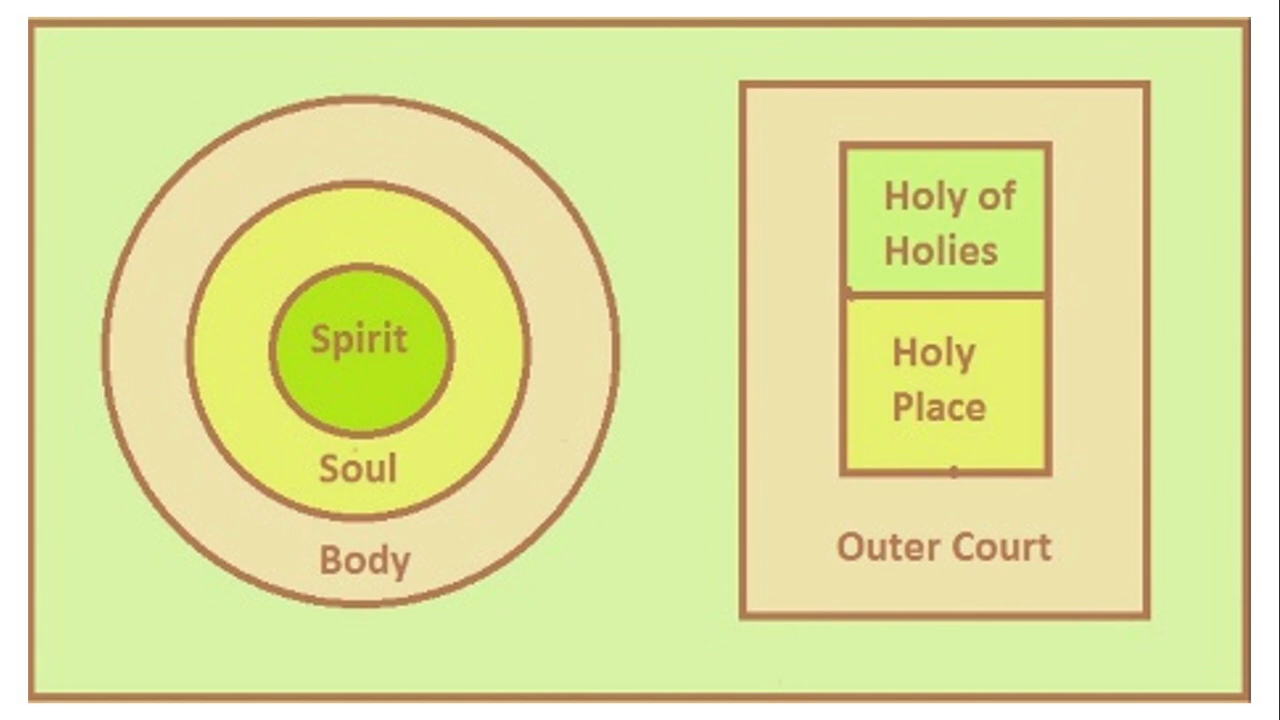 Spirit
Soul
Body
Holy of
Holies
Holy
Place
Outer Court